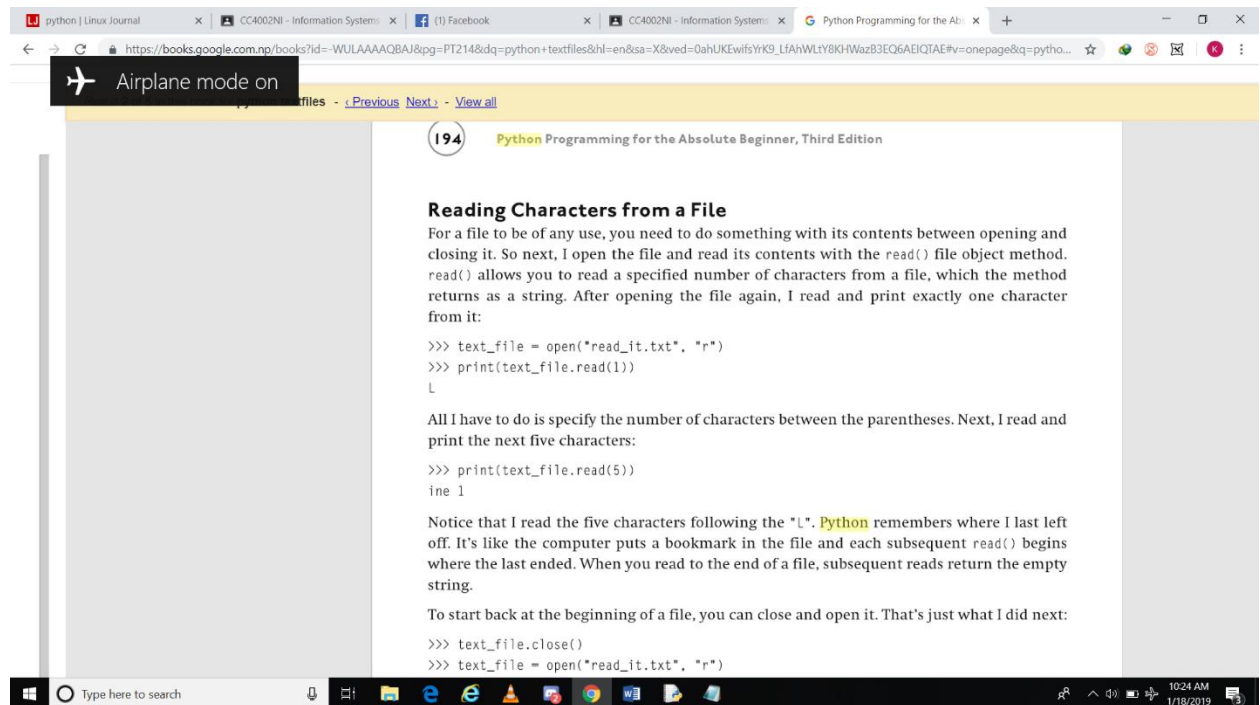 python | Linux Journal
CC4002NI - Information Systems
(1) Facebook
CC4002NI - Information Systems
Python Programming for the Abs
https://books.google.com.np/books?id=-WULAAAAQBAJ&pg=PT214&dq=python+textfiles&hl=en&sa=X&ved=0ahUKEwifsYrK9_LfAhWLtY8KHWazB3EQ6AEIQTAE#v=onepage&q=pytho...
K
Airplane mode on
tfiles - ‹ Previous Next › - View all
194 Python Programming for the Absolute Beginner, Third Edition
Reading Characters from a File
For a file to be of any use, you need to do something with its contents between opening and
closing it. So next, I open the file and read its contents with the read() file object method.
read() allows you to read a specified number of characters from a file, which the method
returns as a string. After opening the file again, I read and print exactly one character
from it:
>>> text_file = open("read_it.txt", "r")
>>> print(text_file.read(1))
L
All I have to do is specify the number of characters between the parentheses. Next, I read and
print the next five characters:
>>> print(text_file.read(5))
ine 1
Notice that I read the five characters following the "L". Python remembers where I last left
off. It's like the computer puts a bookmark in the file and each subsequent read() begins
where the last ended. When you read to the end of a file, subsequent reads return the empty
string.
To start back at the beginning of a file, you can close and open it. That's just what I did next:
>>> text_file.close()
>>> text_file = open("read_it.txt", "r")
Type here to search
10:24 AM
1/18/2019